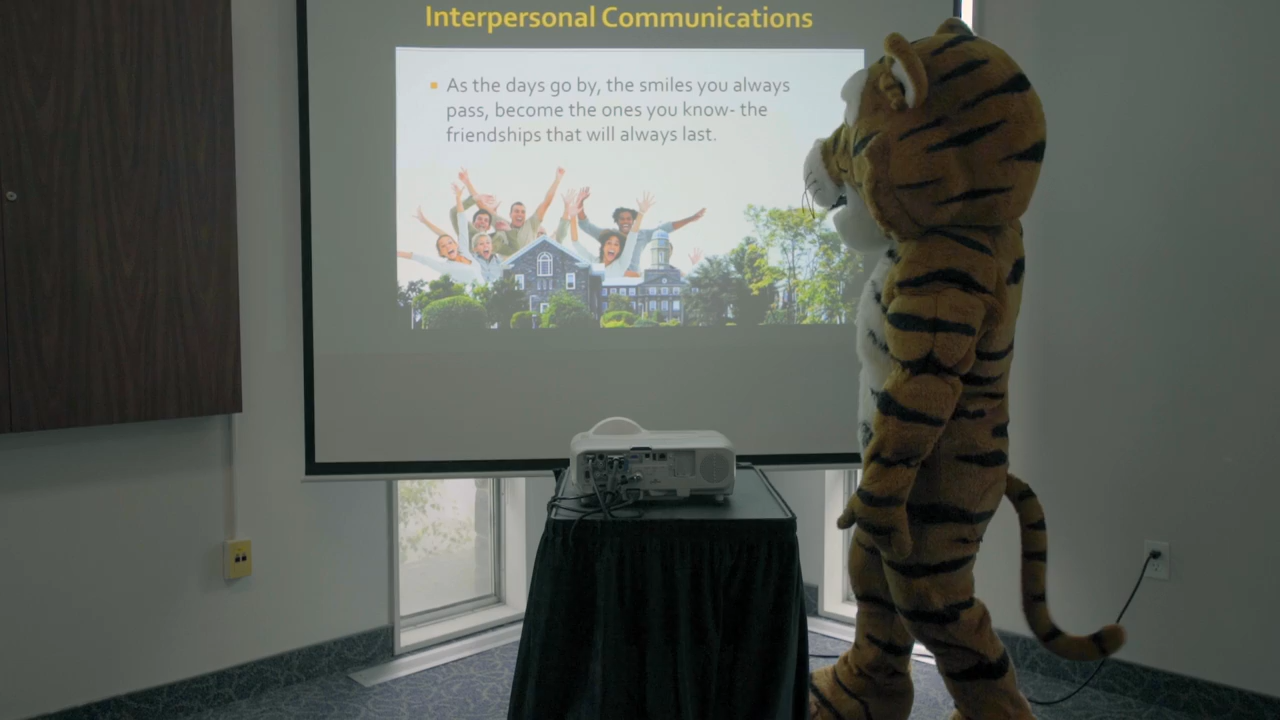 Interpersonal Communications
As the days go by, the smiles you always
pass, become the ones you know- the
friendships that will always last.